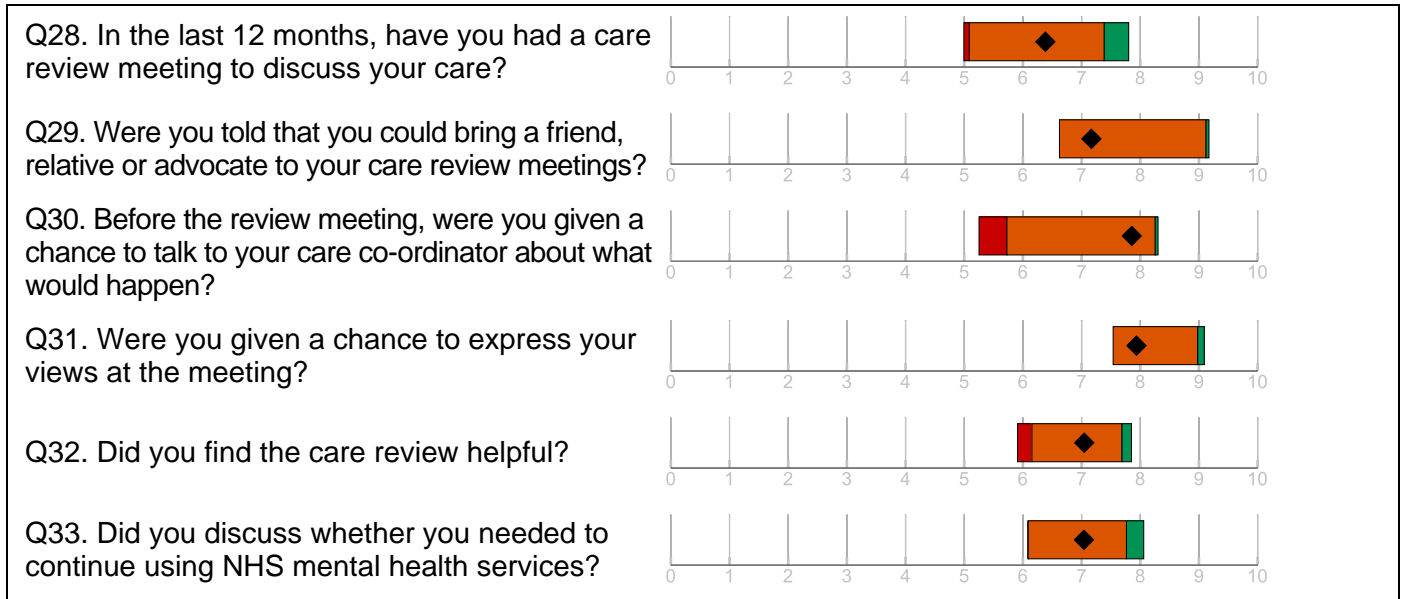 Q28. In the last 12 months, have you had a care
review meeting to discuss your care?
0 1 2 3 4 5 6 7 8 9 10
Q29. Were you told that you could bring a friend,
relative or advocate to your care review meetings?
0 1 2 3 4 5 6 7 8 9 10
Q30. Before the review meeting, were you given a
chance to talk to your care co-ordinator about what
would happen?
0 1 2 3 4 5 6 7 8 9 10
Q31. Were you given a chance to express your
views at the meeting?
0 1 2 3 4 5 6 7 8 9 10
Q32. Did you find the care review helpful?
0 1 2 3 4 5 6 7 8 9 10
Q33. Did you discuss whether you needed to
continue using NHS mental health services?
0 1 2 3 4 5 6 7 8 9 10